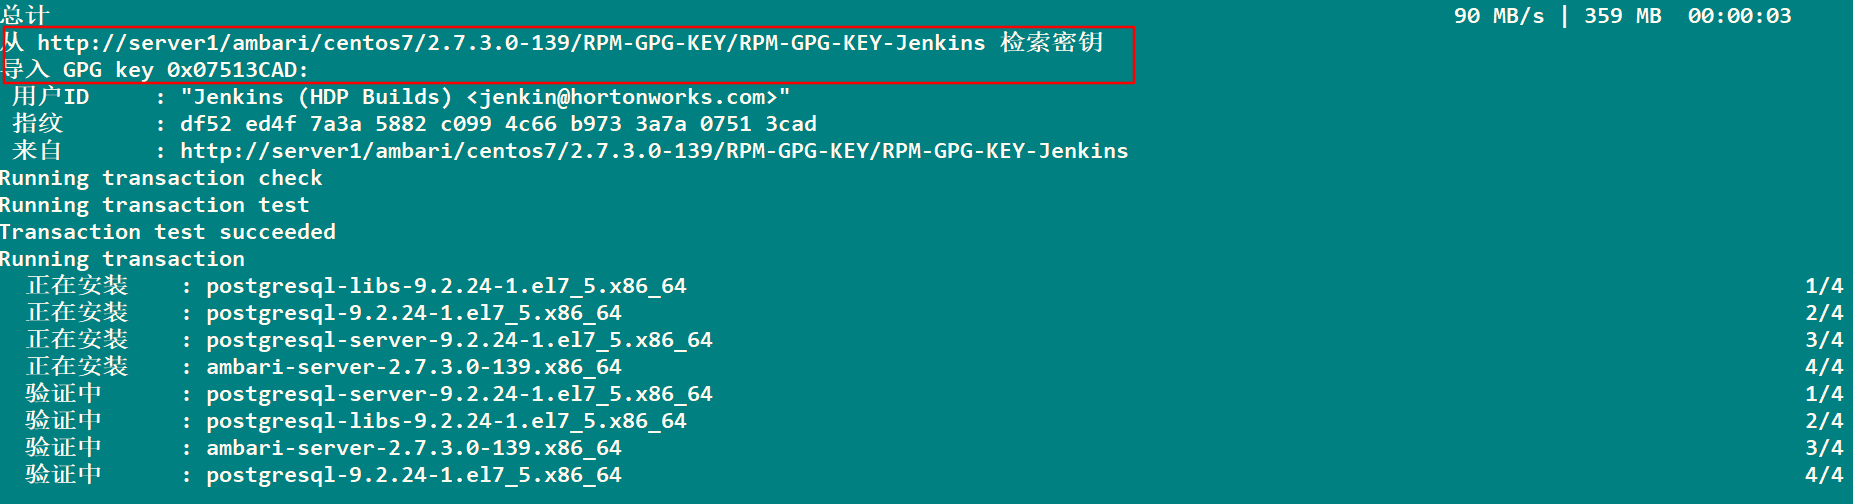 总计 90 MB/s | 359 MB 00:00:03
从 http://server1/ambari/centos7/2.7.3.0-139/RPM-GPG-KEY/RPM-GPG-KEY-Jenkins 检索密钥
导入 GPG key 0x07513CAD:
用户ID : "Jenkins (HDP Builds) <jenkin@hortonworks.com>"
指纹 : df52 ed4f 7a3a 5882 c099 4c66 b973 3a7a 0751 3cad
来自 : http://server1/ambari/centos7/2.7.3.0-139/RPM-GPG-KEY/RPM-GPG-KEY-Jenkins
Running transaction check
Running transaction test
Transaction test succeeded
Running transaction
正在安装 : postgresql-libs-9.2.24-1.el7_5.x86_64 1/4
正在安装 : postgresql-9.2.24-1.el7_5.x86_64 2/4
正在安装 : postgresql-server-9.2.24-1.el7_5.x86_64 3/4
正在安装 : ambari-server-2.7.3.0-139.x86_64 4/4
验证中 : postgresql-server-9.2.24-1.el7_5.x86_64 1/4
验证中 : postgresql-libs-9.2.24-1.el7_5.x86_64 2/4
验证中 : ambari-server-2.7.3.0-139.x86_64 3/4
验证中 : postgresql-9.2.24-1.el7_5.x86_64 4/4